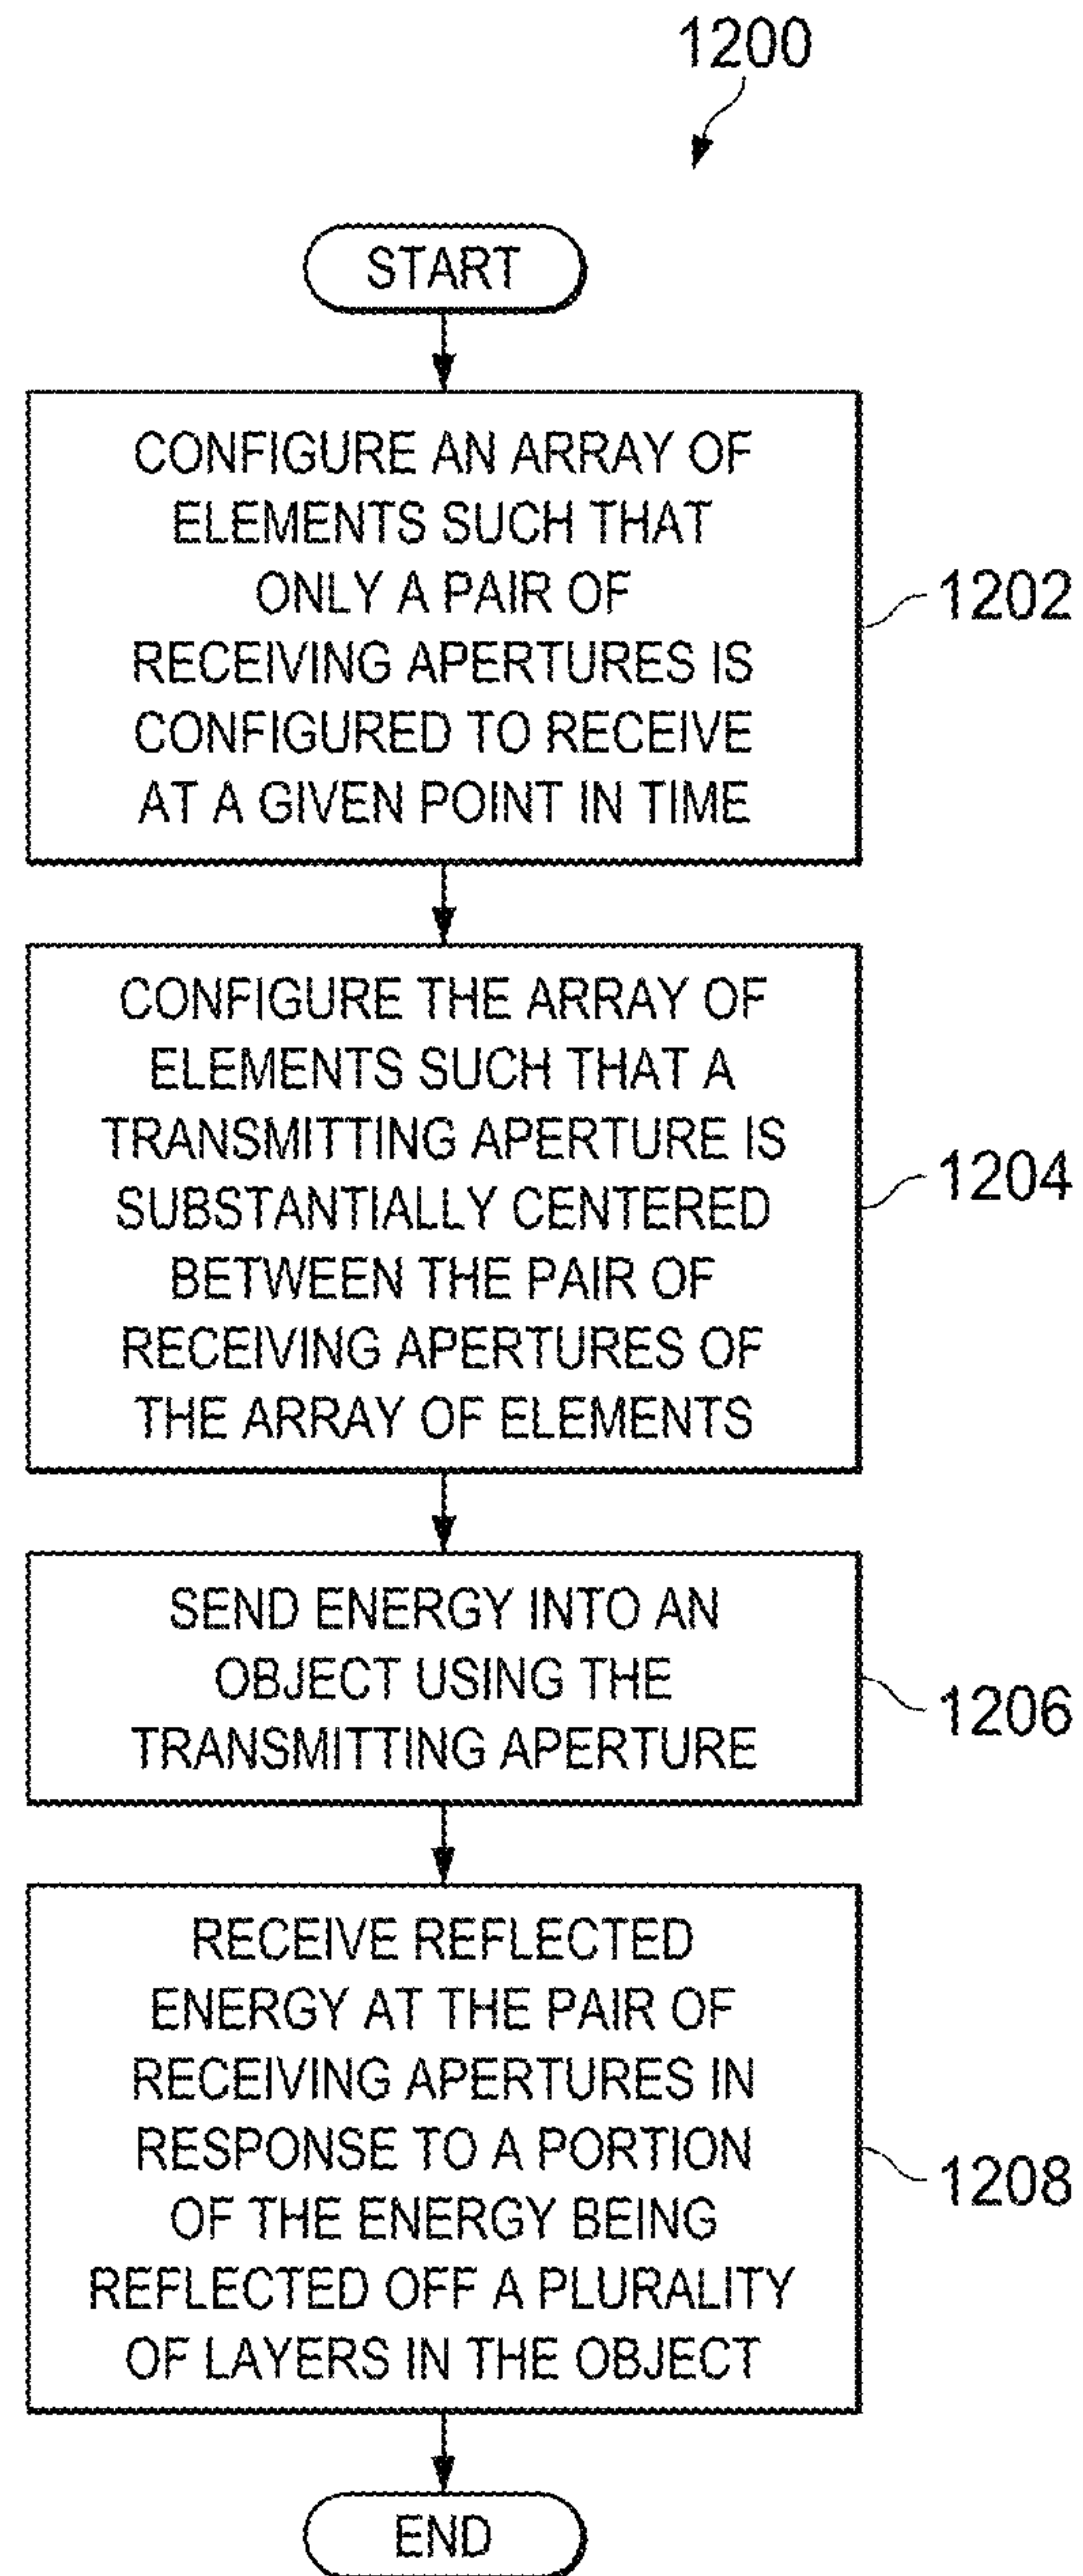 1200
START
CONFIGURE AN ARRAY OF
ELEMENTS SUCH THAT
ONLY A PAIR OF
RECEIVING APERTURES IS
CONFIGURED TO RECEIVE
AT A GIVEN POINT IN TIME
1202
CONFIGURE THE ARRAY OF
ELEMENTS SUCH THAT A
TRANSMITTING APERTURE IS
SUBSTANTIALLY CENTERED
BETWEEN THE PAIR OF
RECEIVING APERTURES OF
THE ARRAY OF ELEMENTS
1204
SEND ENERGY INTO AN
OBJECT USING THE
TRANSMITTING APERTURE
1206
RECEIVE REFLECTED
ENERGY AT THE PAIR OF
RECEIVING APERTURES IN
RESPONSE TO A PORTION
OF THE ENERGY BEING
REFLECTED OFF A PLURALITY
OF LAYERS IN THE OBJECT
1208
END